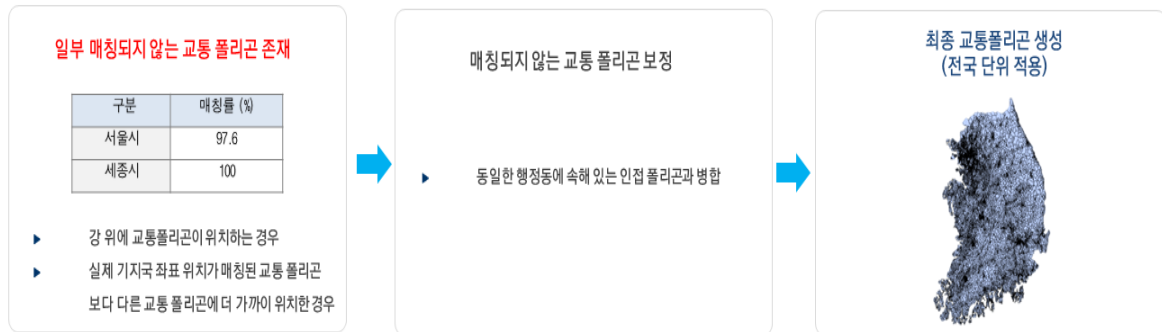 일부 매칭되지 않는 교통 폴리곤 존재
구분 매칭률 (%)
서울시 97.6
세종시 100
강 위에 교통폴리곤이 위치하는 경우
실제 기지국 좌표 위치가 매칭된 교통 폴리곤
보다 다른 교통 폴리곤에 더 가까이 위치한 경우
매칭되지 않는 교통 폴리곤 보정
동일한 행정동에 속해 있는 인접 폴리곤과 병합
최종 교통폴리곤 생성
(전국 단위 적용)